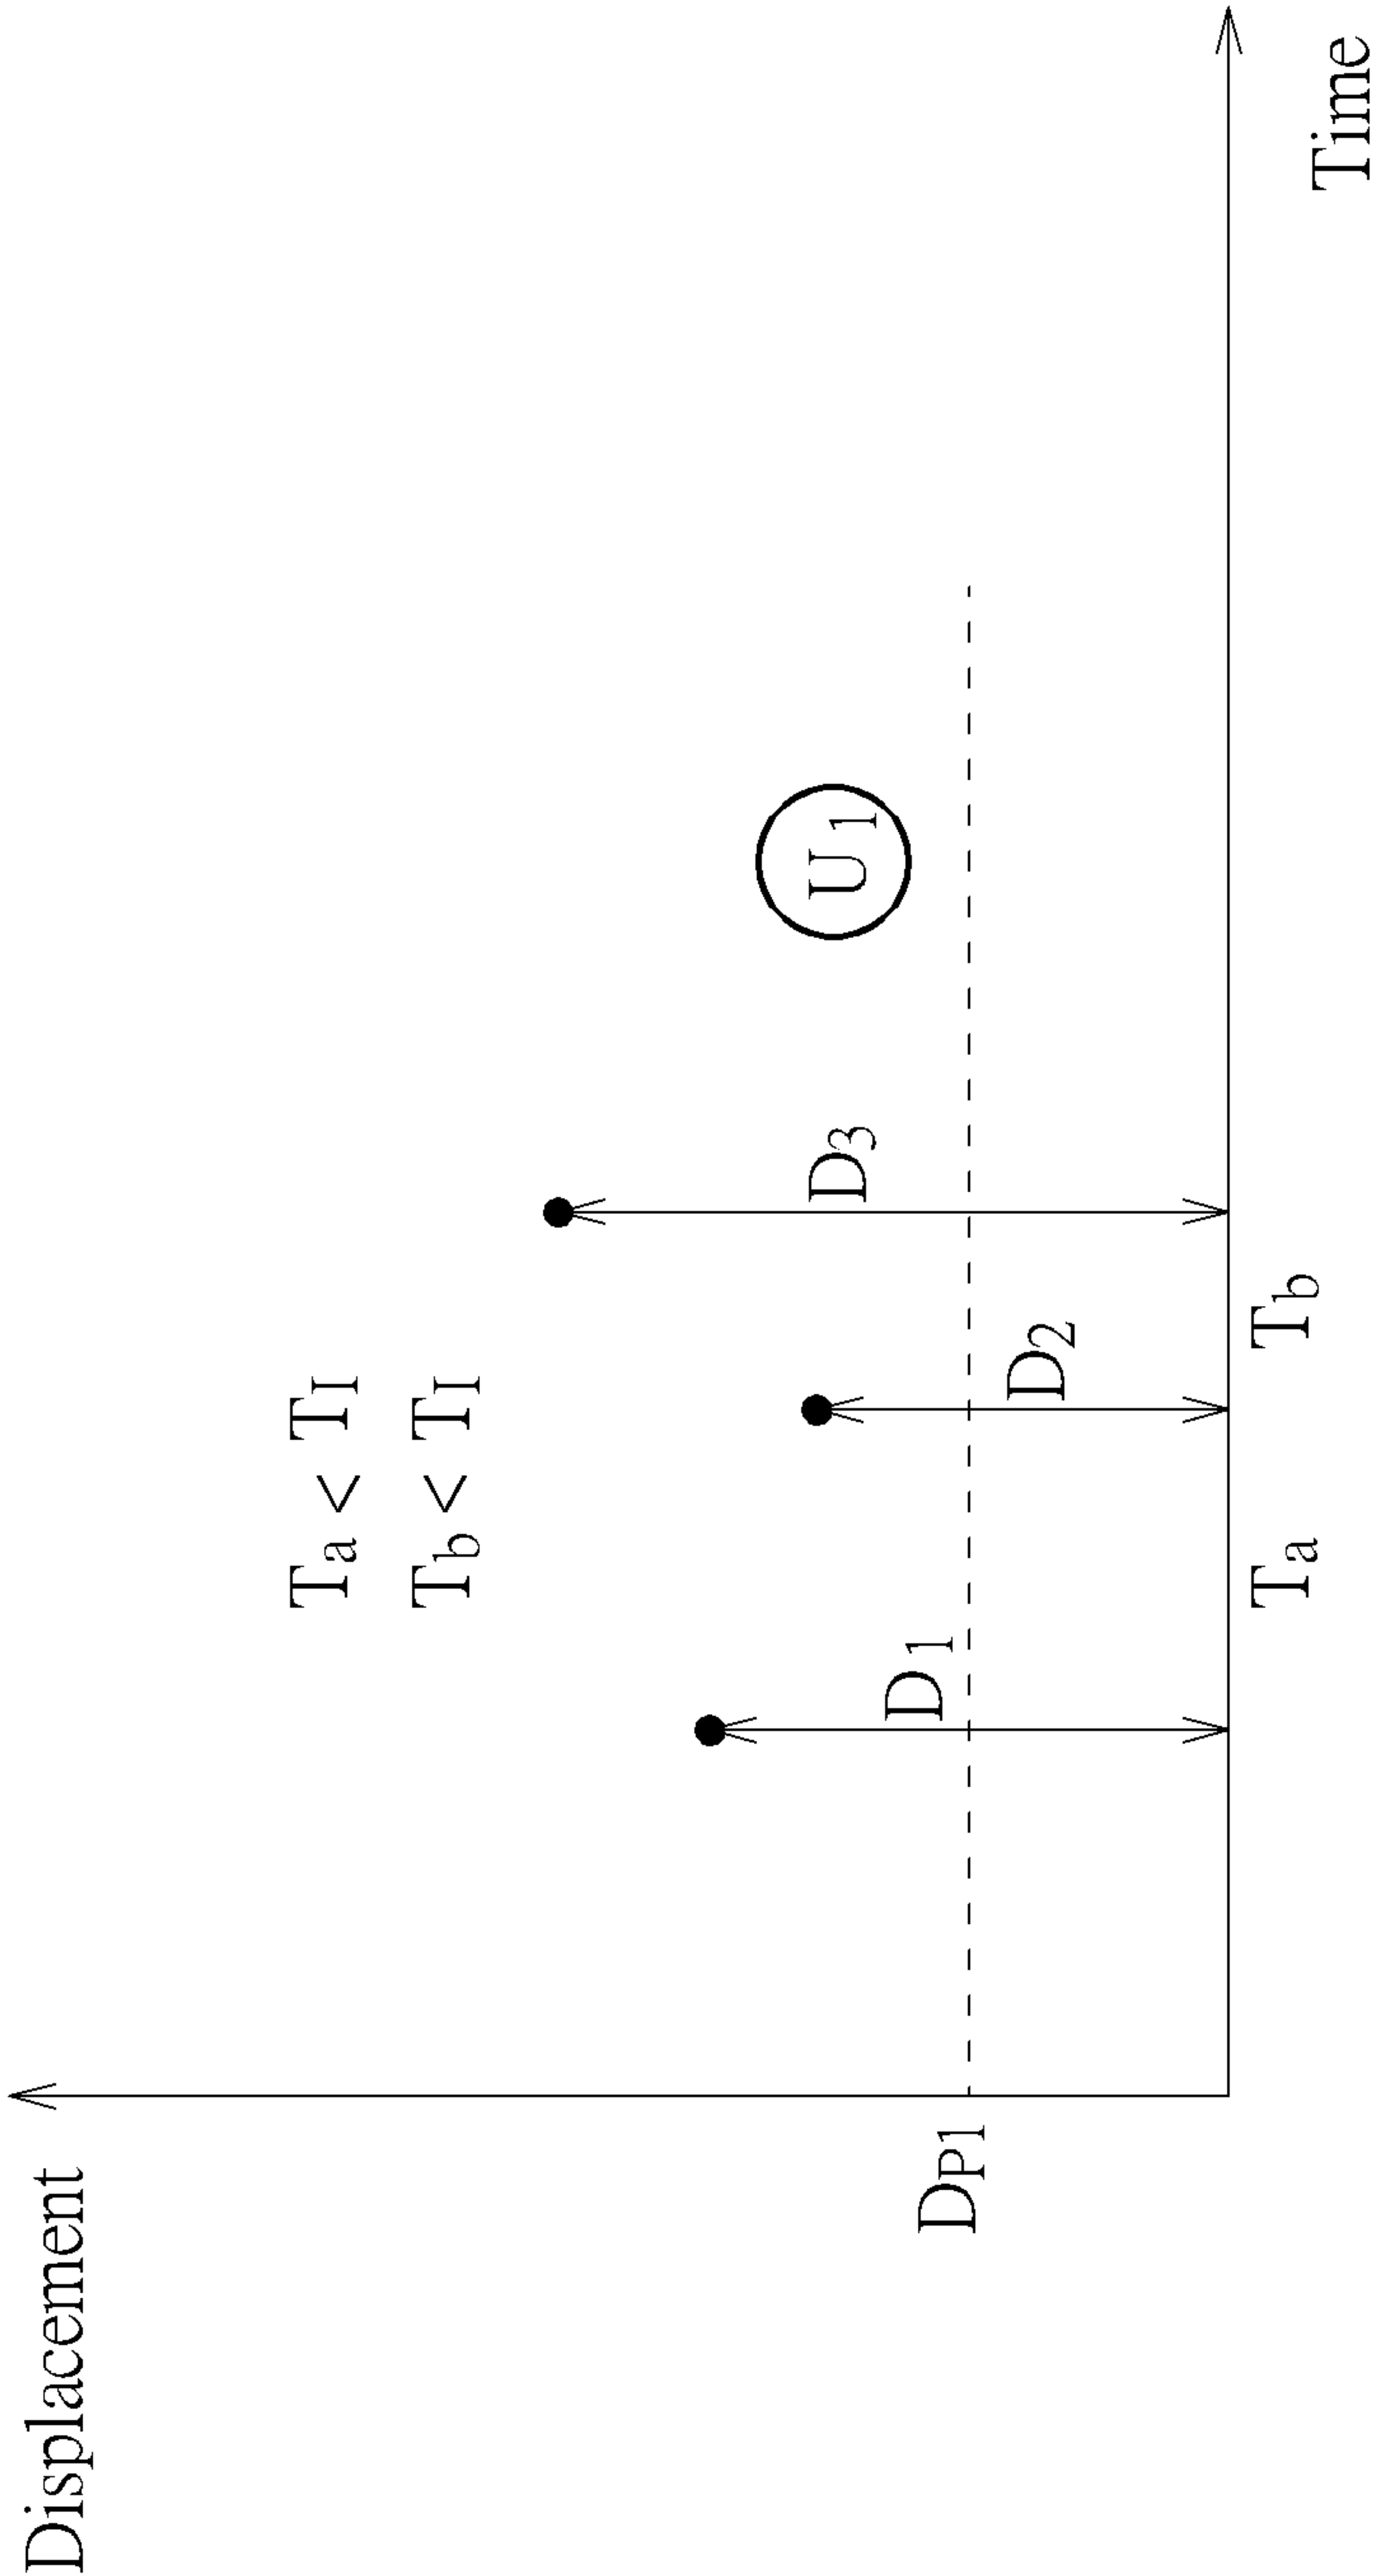 Displacement
Ta < TI
Tb < TI
D3
U1
D1
D2
DP1
Ta
Tb
Time